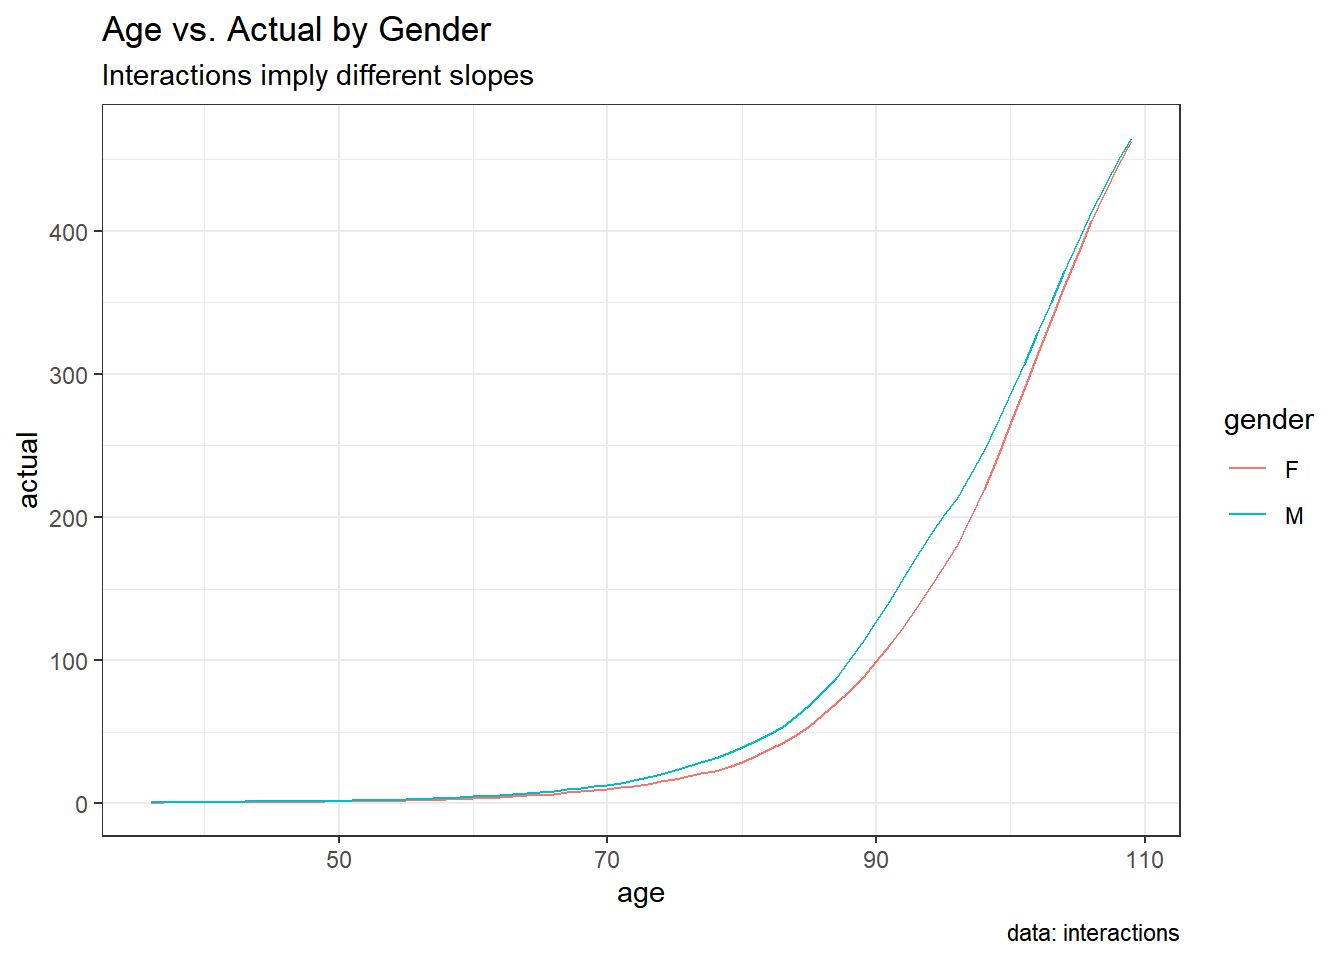 Age vs. Actual by Gender
Interactions imply different slopes
actual
400
300
200
100
0
50 70 90 110
age
gender
F
M
data: interactions